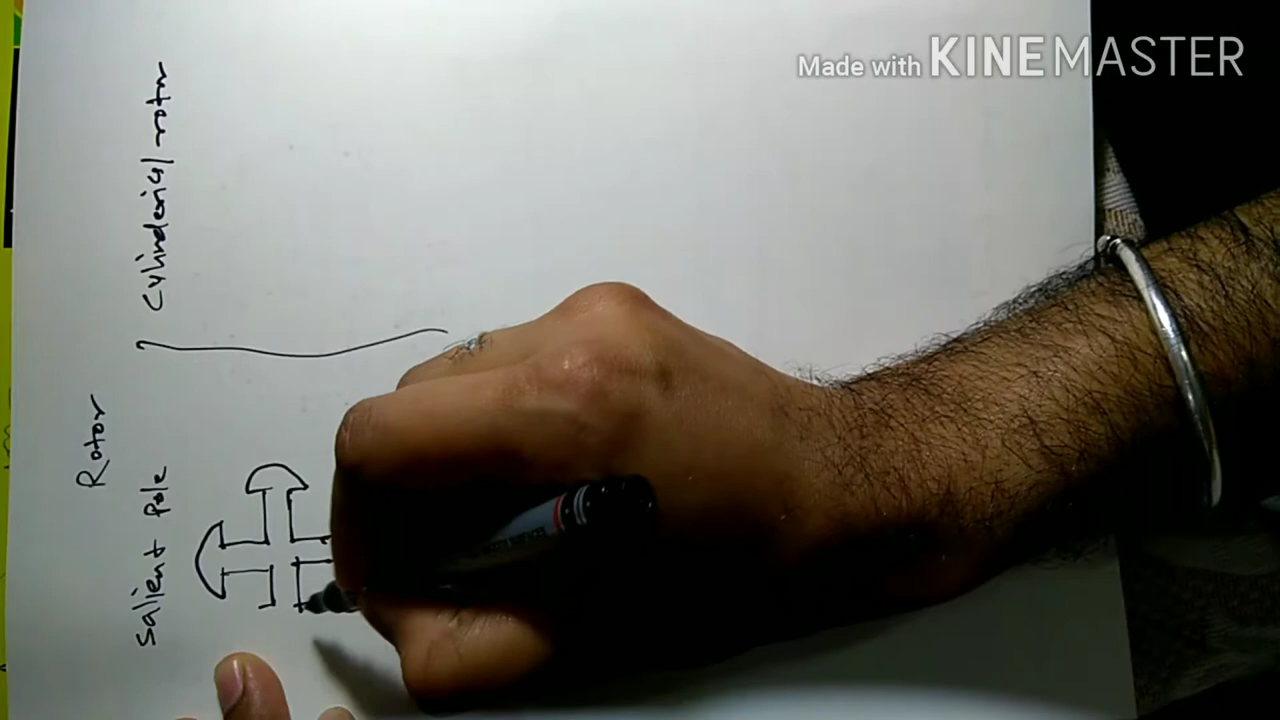 Made with KINEMASTER
Rotor
Salient Pole
Cylinderical rotor